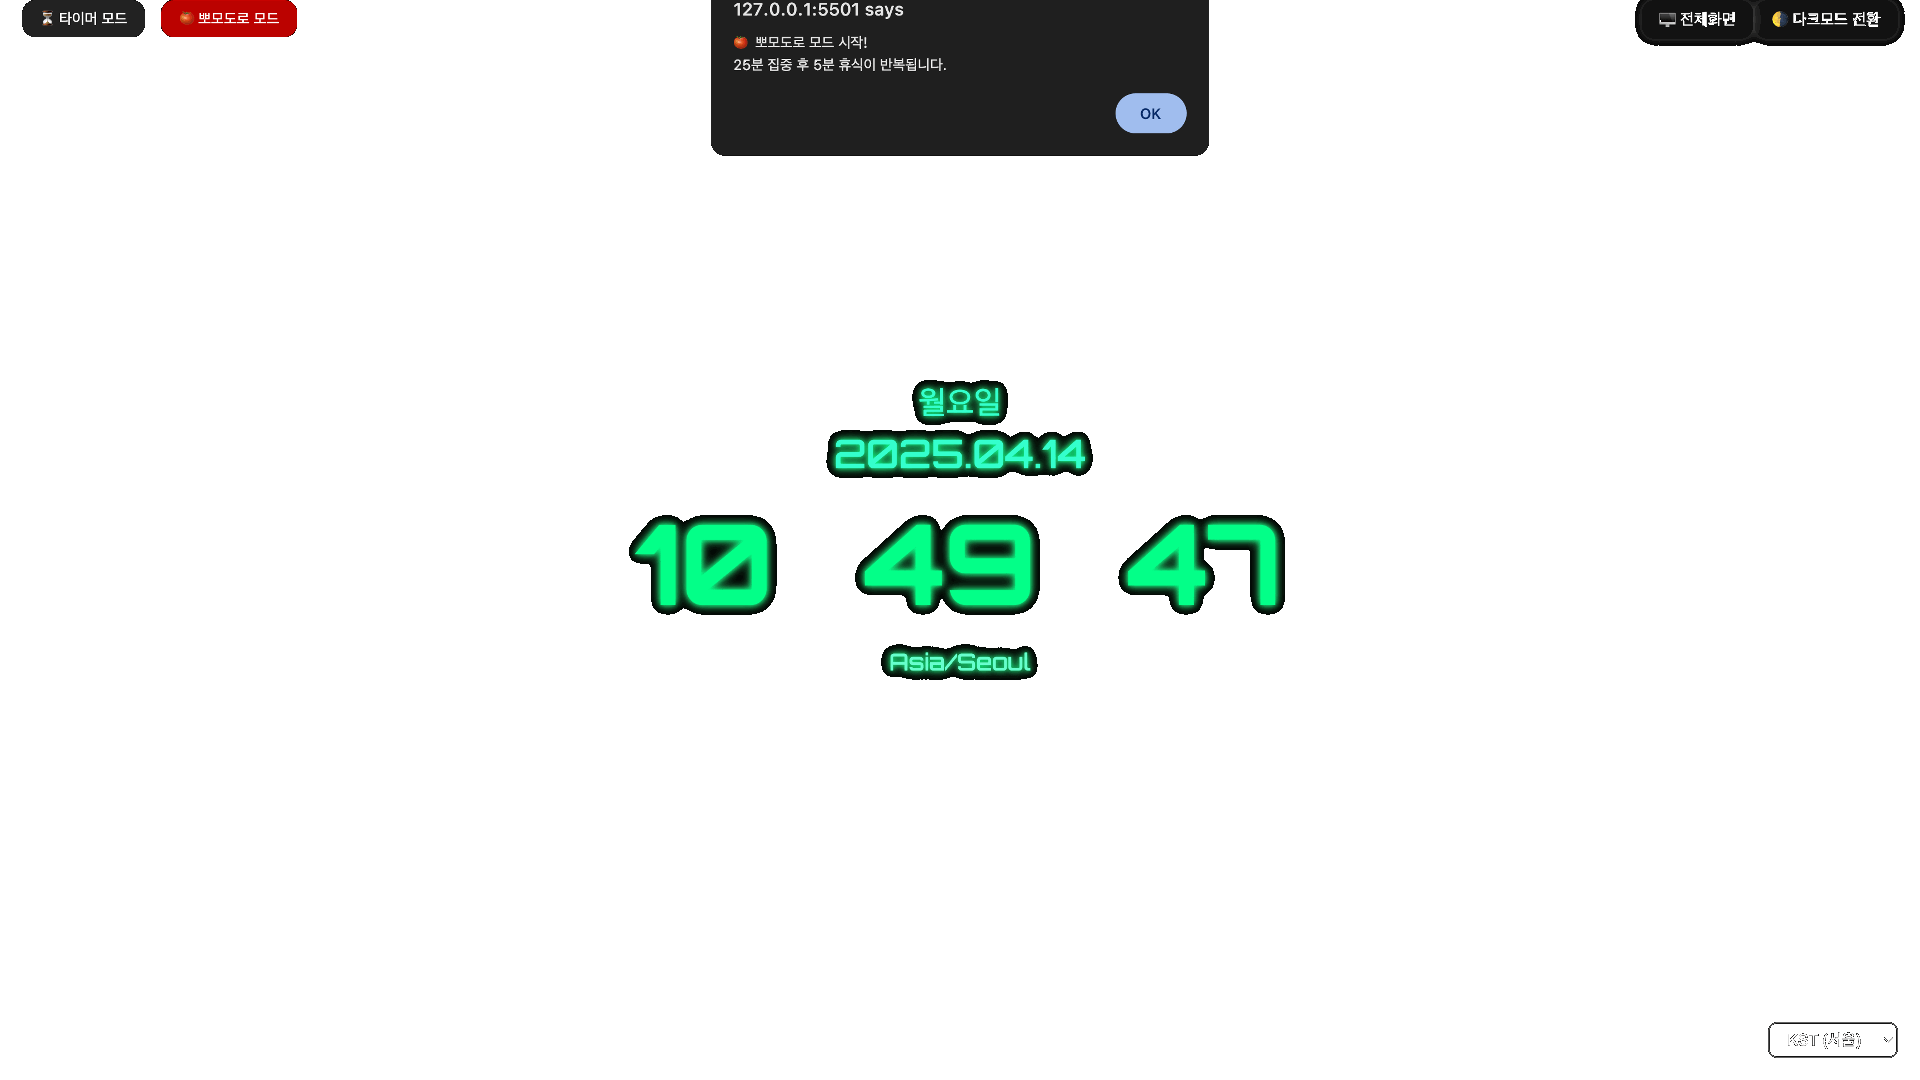 ⏳ 타이머 모드
🍅 뽀모도로 모드
127.0.0.1:5501 says
🍅 뽀모도로 모드 시작!
25분 집중 후 5분 휴식이 반복됩니다.
OK
🖥️ 전체화면
🌗 다크모드 전환
월요일
2025.04.14
10 49 47
Asia/Seoul
KST (서울)